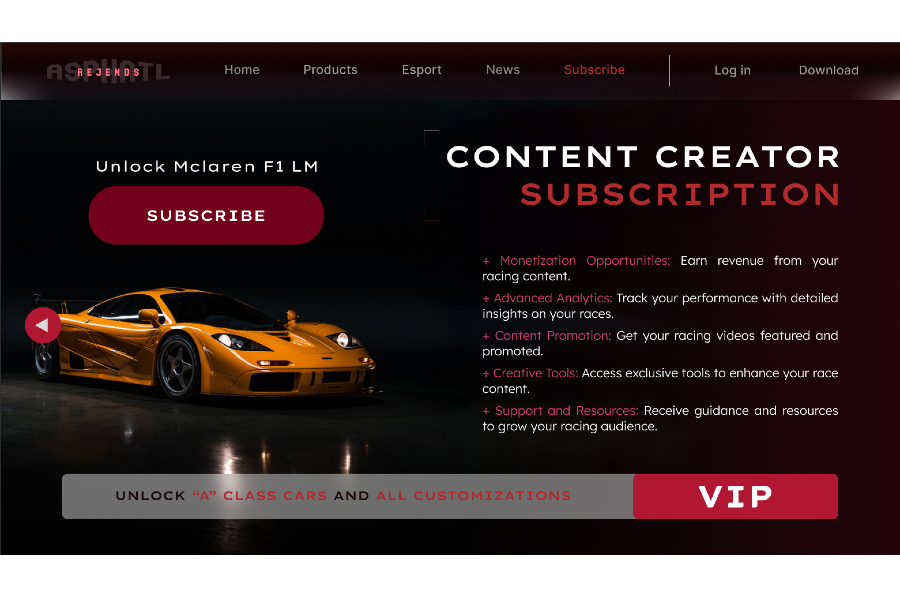 ASPHATL
REJENDS
Home Products Esport News Subscribe Log in Download
Unlock Mclaren F1 LM
SUBSCRIBE
CONTENT CREATOR
SUBSCRIPTION
+ Monetization Opportunities: Earn revenue from your
racing content.
+ Advanced Analytics: Track your performance with detailed
insights on your races.
+ Content Promotion: Get your racing videos featured and
promoted.
+ Creative Tools: Access exclusive tools to enhance your race
content.
+ Support and Resources: Receive guidance and resources
to grow your racing audience.
UNLOCK “A” CLASS CARS AND ALL CUSTOMIZATIONS
VIP